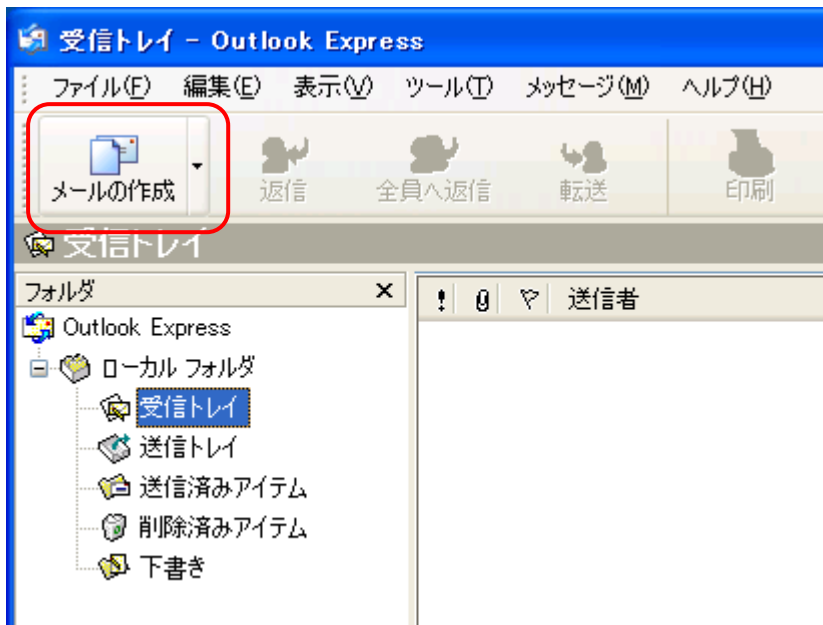 受信トレイ - Outlook Express
ファイル(F) 編集(E) 表示(V) ツール(T) メッセージ(M) ヘルプ(H)
メールの作成 返信 全員へ返信 転送 印刷
受信トレイ
フォルダ
送信者
Outlook Express
ローカル フォルダ
受信トレイ
送信トレイ
送信済みアイテム
削除済みアイテム
下書き